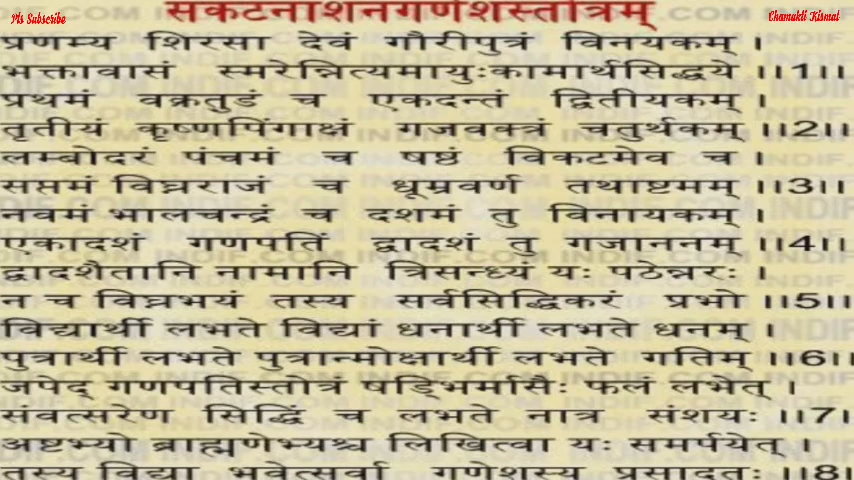 Pls Subscribe
Chamakti Kismat
संकटनाशनगणेशस्तोत्रम्
प्रणम्य शिरसा देवं गौरीपुत्रं विनयकम् ।
भक्तावासं स्मरेन्नित्यमायुःकामार्थसिद्धये ।।1।।
प्रथमं वक्रतुडं च एकदन्तं द्वितीयकम् ।
तृतीयं कृष्णपिंगाक्षं गजवक्त्रं चतुर्थकम् ।।2।।
लम्बोदरं पंचमं च षष्ठं विकटमेव च ।
सप्तमं विघ्नराजं च धूम्रवर्ण तथाष्टमम् ।।3।।
नवमं भालचन्द्रं च दशमं तु विनायकम् ।
एकादशं गणपतिं द्वादशं तु गजाननम् ।।4।।
द्वादशैतानि नामानि त्रिसन्ध्यं यः पठेन्नरः ।
न च विघ्नभयं तस्य सर्वसिद्धिकरं प्रभो ।।5।।
विद्यार्थी लभते विद्यां धनार्थी लभते धनम् ।
पुत्रार्थी लभते पुत्रान्मोक्षार्थी लभते गतिम् ।।6।।
जपेद् गणपतिस्तोत्रं षड्भिर्मासैः फलं लभेत् ।
संवत्सरेण सिद्धिं च लभते नात्र संशयः ।।7।।
अष्टभ्यो ब्राह्मणेभ्यश्च लिखित्वा यः समर्पयेत् ।
तस्य विद्या भवेत्सर्वा गणेशस्य प्रसादतः ।।8।।